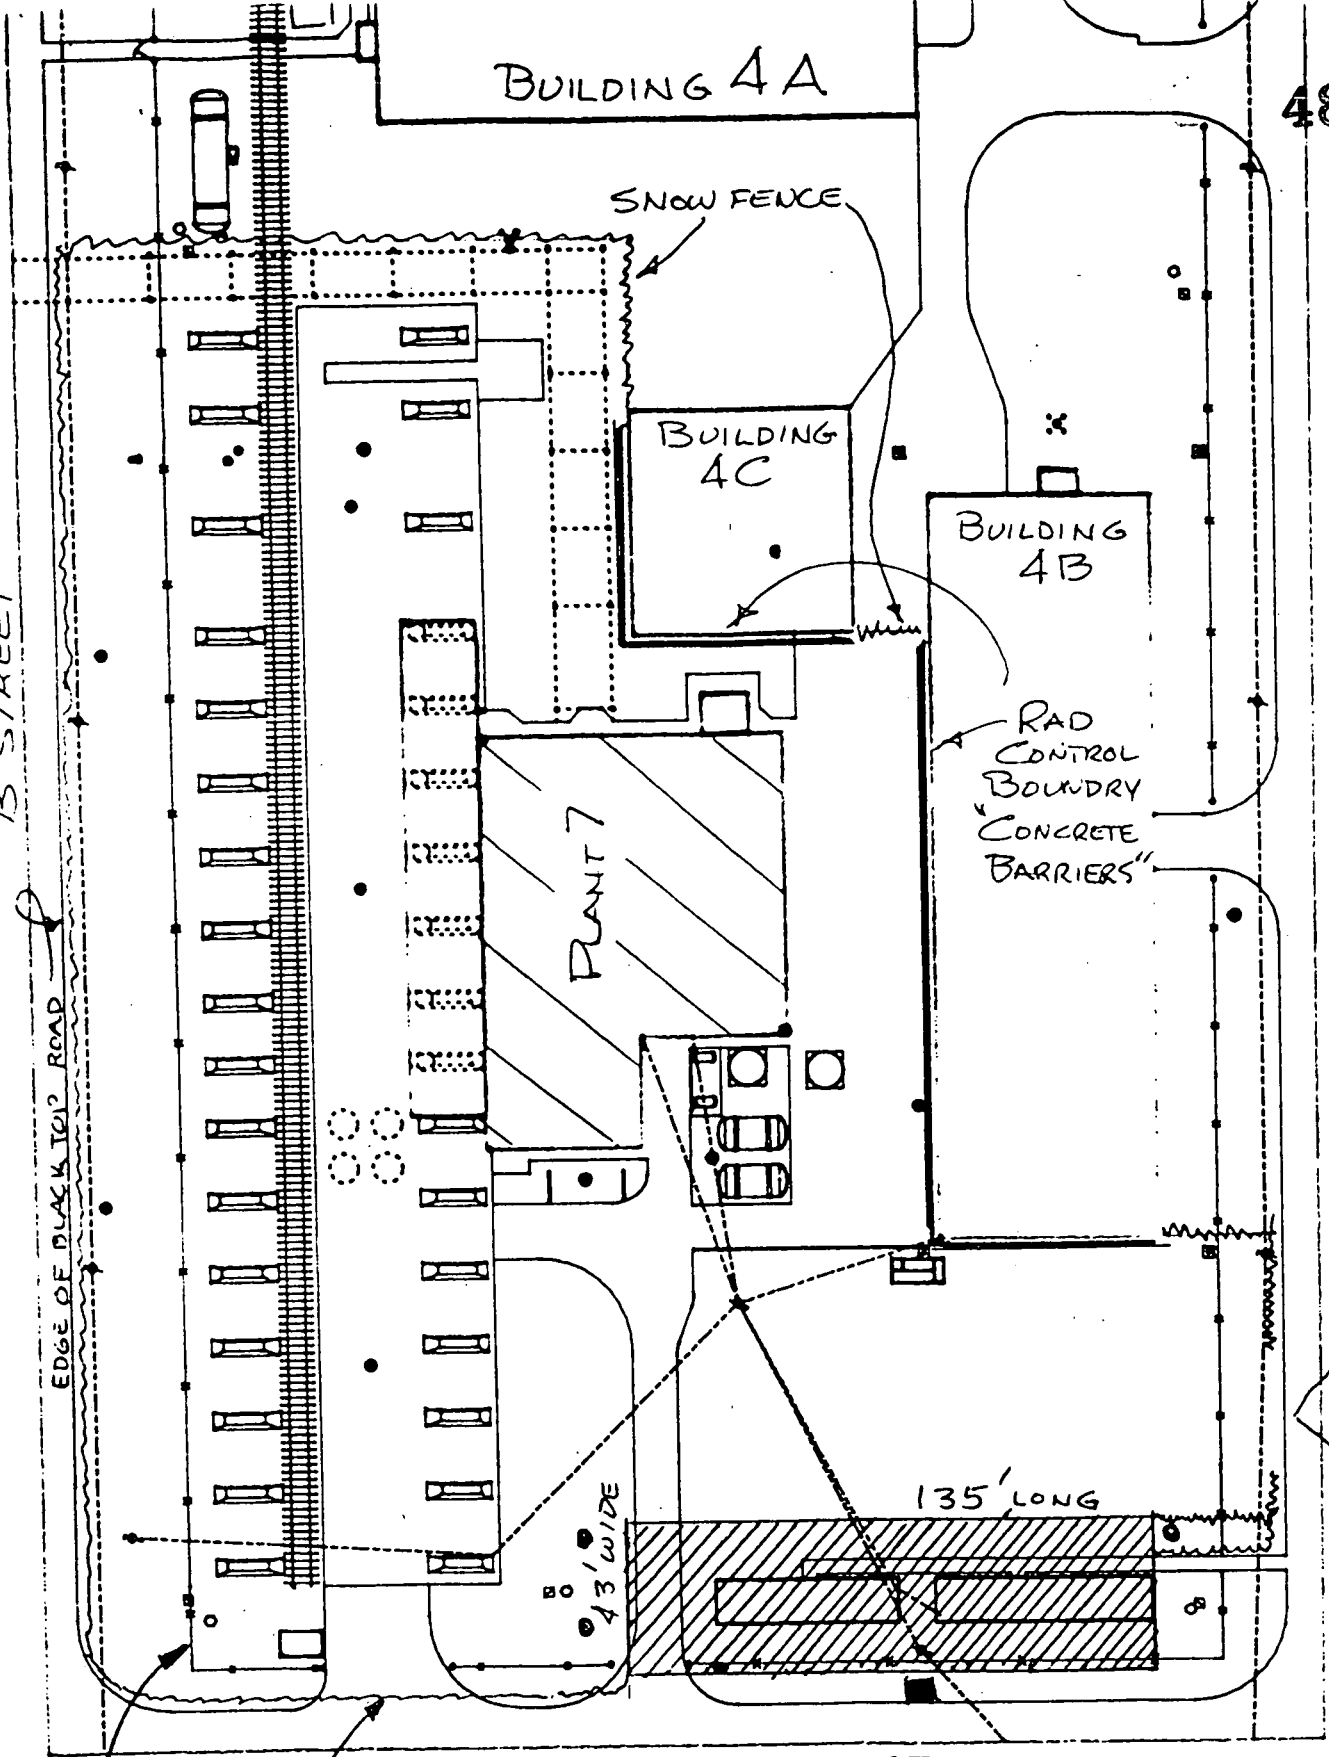 BUILDING 4A
SNOW FENCE
BUILDING
4C
BUILDING
4B
B STREET
RAD
CONTROL
BOUNDRY
"CONCRETE
BARRIERS"
PLANT 7
EDGE OF BLACK TOP ROAD
135' LONG
43' WIDE